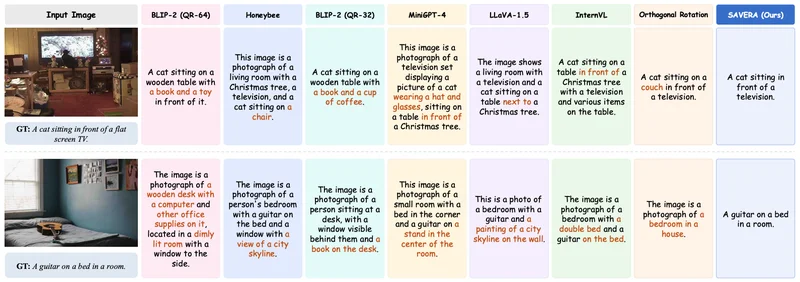 Input Image
BLIP-2 (QR-64)
Honeybee
BLIP-2 (QR-32)
MiniGPT-4
LLaVA-1.5
InternVL
Orthogonal Rotation
SAVERA (Ours)
GT: A cat sitting in front of a flat
screen TV.
A cat sitting on a
wooden table with
a book and a toy
in front of it.
This image is a
photograph of a
living room with a
Christmas tree, a
television, and a
cat sitting on a
chair.
A cat sitting on a
wooden table with
a book and a cup
of coffee.
This image is a
photograph of a
television set
displaying a
picture of a cat
wearing a hat and
glasses, sitting on
a table in front of
a Christmas tree.
The image shows
a living room with
a television and a
cat sitting on a
table next to a
Christmas tree.
A cat sitting on a
table in front of a
Christmas tree
with a television
and various items
on the table.
A cat sitting on a
couch in front of
a television.
A cat sitting in
front of a
television.
GT: A guitar on a bed in a room.
The image is a
photograph of a
wooden desk with
a computer and
other office
supplies on it,
located in a dimly
lit room with a
window to the
side.
The image is a
photograph of a
person's bedroom
with a guitar on
the bed and a
window with a
view of a city
skyline.
The image is a
photograph of a
person sitting at a
desk, with a
window visible
behind them and a
book on the desk.
This image is a
photograph of a
small room with a
bed in the corner
and a guitar on a
stand in the
center of the
room.
This is a photo of
a bedroom with a
guitar and a
painting of a city
skyline on the wall.
The image is a
photograph of a
bedroom with a
double bed and a
guitar on the bed.
The image is a
photograph of a
bedroom in a
house.
A guitar on a bed
in a room.